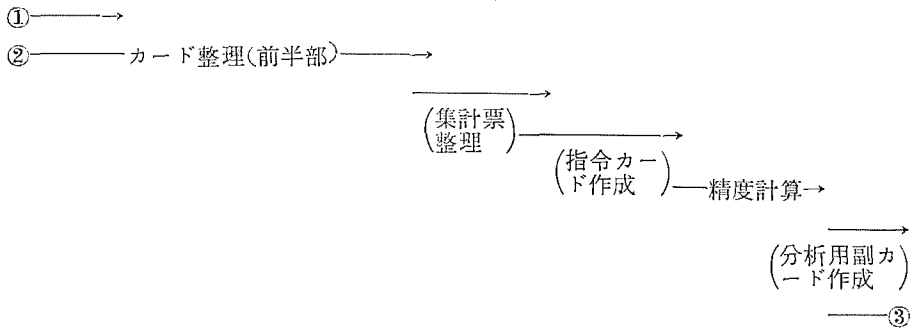 ①
②カード整理(前半部)
(集計票
整理)
(指令カー
ド作成)
精度計算
(分析用副カ
ード作成)
③